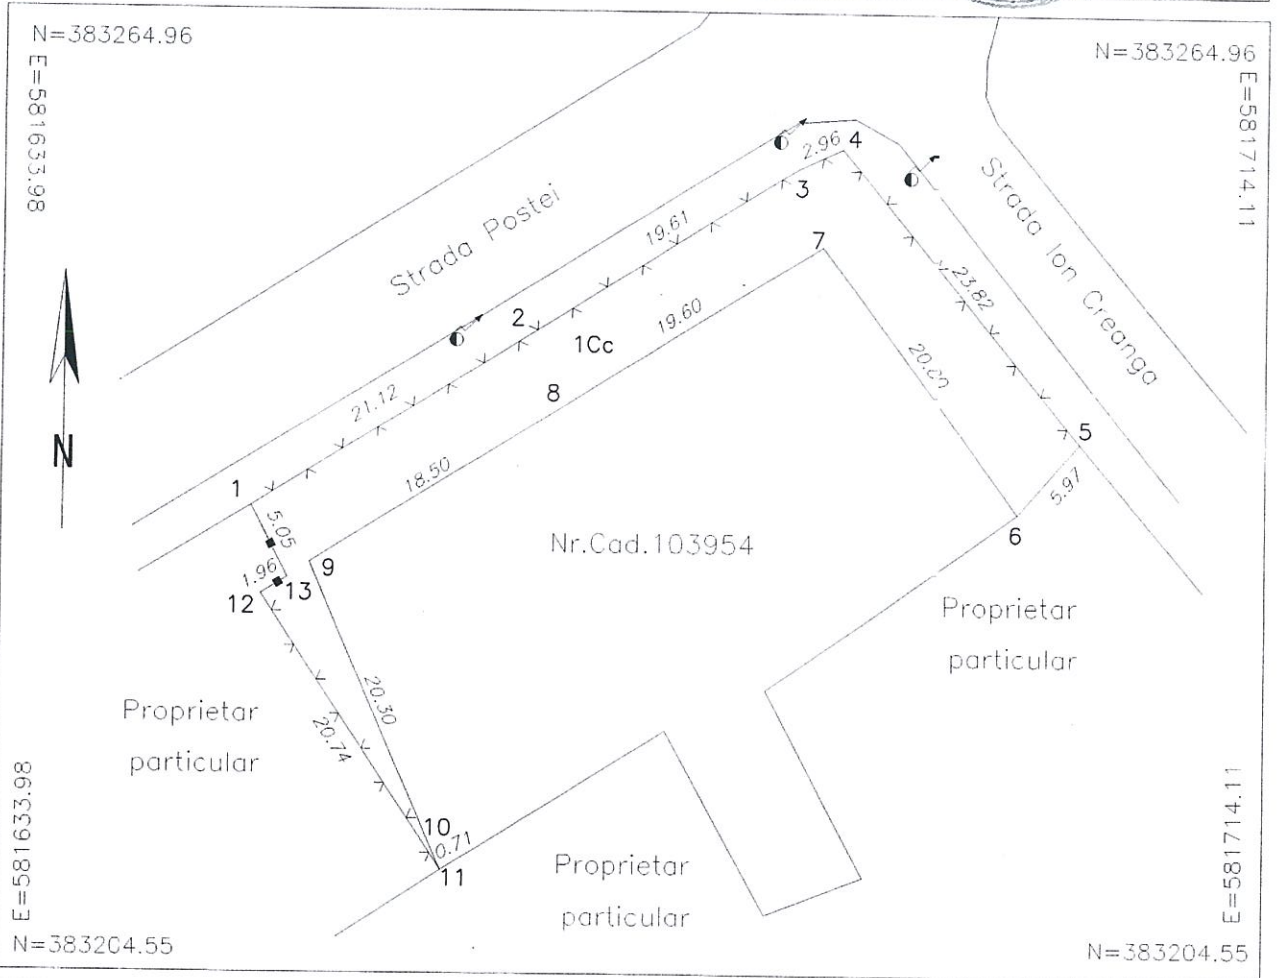 N=383264.96
N=383264.96
E=581633.98
E=581714.11
2.96
4
3
Strada Postei
19.61
Strada Ion Creanga
7
23.82
2
1Cc
19.60
8
21.12
5
18.50
1
5.97
5.05
6
Nr.Cad.103954
1.96
13
9
12
Proprietar
particular
20.30
Proprietar
particular
20.74
10
0.71
11
Proprietar
particular
E=581633.98
E=581714.11
N=383204.55
N=383204.55
N